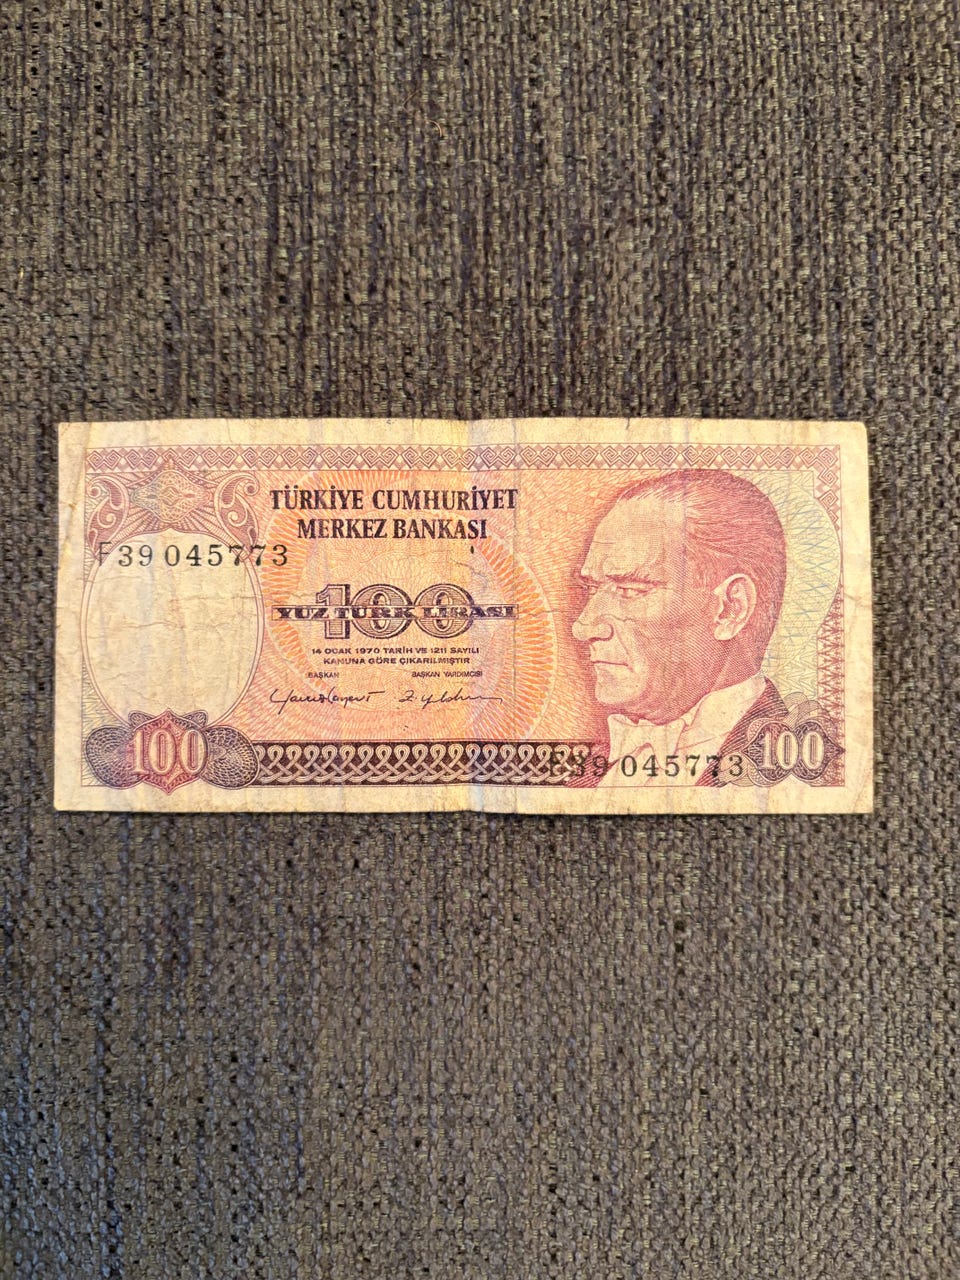 TÜRKİYE CUMHURİYET
MERKEZ BANKASI
F39 045773
100
YÜZ TÜRK LİRASI
14 OCAK 1970 TARİH VE 1211 SAYILI
KANUNA GÖRE ÇIKARILMIŞTIR
BAŞKAN BAŞKAN YARDIMCISI
100
F39 045773
100